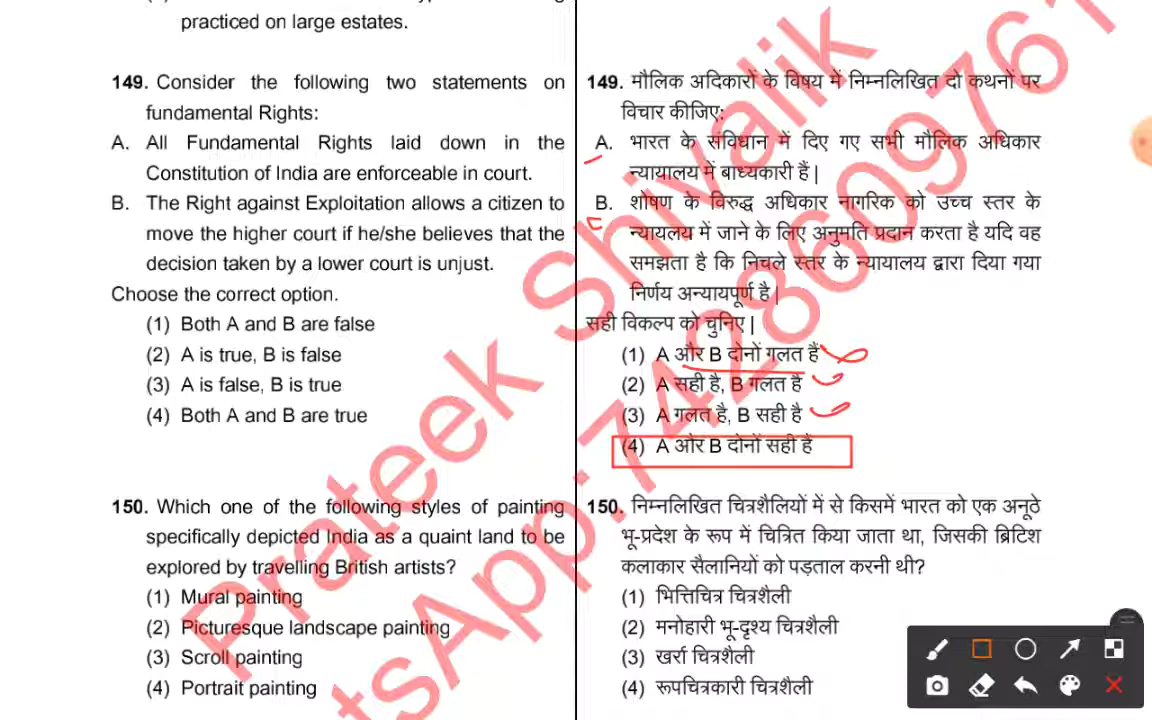 practiced on large estates.
149. Consider the following two statements on
fundamental Rights:
A. All Fundamental Rights laid down in the
Constitution of India are enforceable in court.
B. The Right against Exploitation allows a citizen to
move the higher court if he/she believes that the
decision taken by a lower court is unjust.
Choose the correct option.
(1) Both A and B are false
(2) A is true, B is false
(3) A is false, B is true
(4) Both A and B are true
150. Which one of the following styles of painting
specifically depicted India as a quaint land to be
explored by travelling British artists?
(1) Mural painting
(2) Picturesque landscape painting
(3) Scroll painting
(4) Portrait painting
149. मौलिक अदिकारों के विषय में निम्नलिखित दो कथनों पर
विचार कीजिए:
A. भारत के संविधान में दिए गए सभी मौलिक अधिकार
न्यायालय में बाध्यकारी हैं|
B. शोषण के विरुद्ध अधिकार नागरिक को उच्च स्तर के
न्यायलय में जाने के लिए अनुमति प्रदान करता है यदि वह
समझता है कि निचले स्तर के न्यायालय द्वारा दिया गया
निर्णय अन्यायपूर्ण है|
सही विकल्प को चुनिए|
(1) A और B दोनों गलत हैं
(2) A सही है, B गलत है
(3) A गलत है, B सही है
(4) A और B दोनों सही है
150. निम्नलिखित चित्रशैलियों में से किसमें भारत को एक अनूठे
भू-प्रदेश के रूप में चित्रित किया जाता था, जिसकी ब्रिटिश
कलाकार सैलानियों को पड़ताल करनी थी?
(1) भित्तिचित्र चित्रशैली
(2) मनोहारी भू-दृश्य चित्रशैली
(3) खर्रा चित्रशैली
(4) रूपचित्रकारी चित्रशैली
Prateek Shivalik
tsApp:7428609761